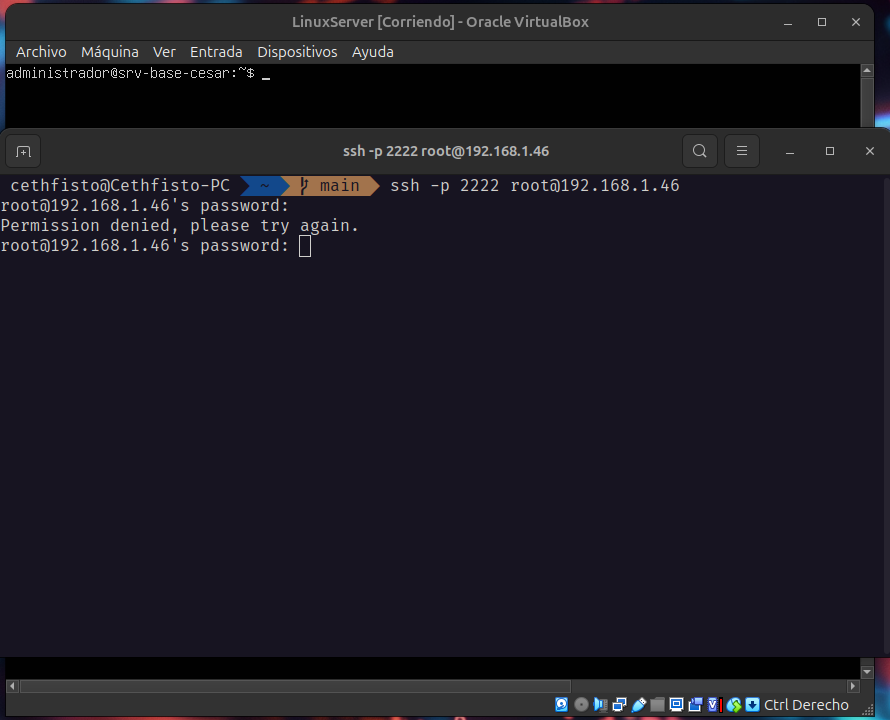 LinuxServer [Corriendo] - Oracle VirtualBox
Archivo Máquina Ver Entrada Dispositivos Ayuda
administrador@srv-base-cesar:~$ _
ssh -p 2222 root@192.168.1.46
cethfisto@Cethfisto-PC ~ main ssh -p 2222 root@192.168.1.46
root@192.168.1.46's password:
Permission denied, please try again.
root@192.168.1.46's password:
Ctrl Derecho